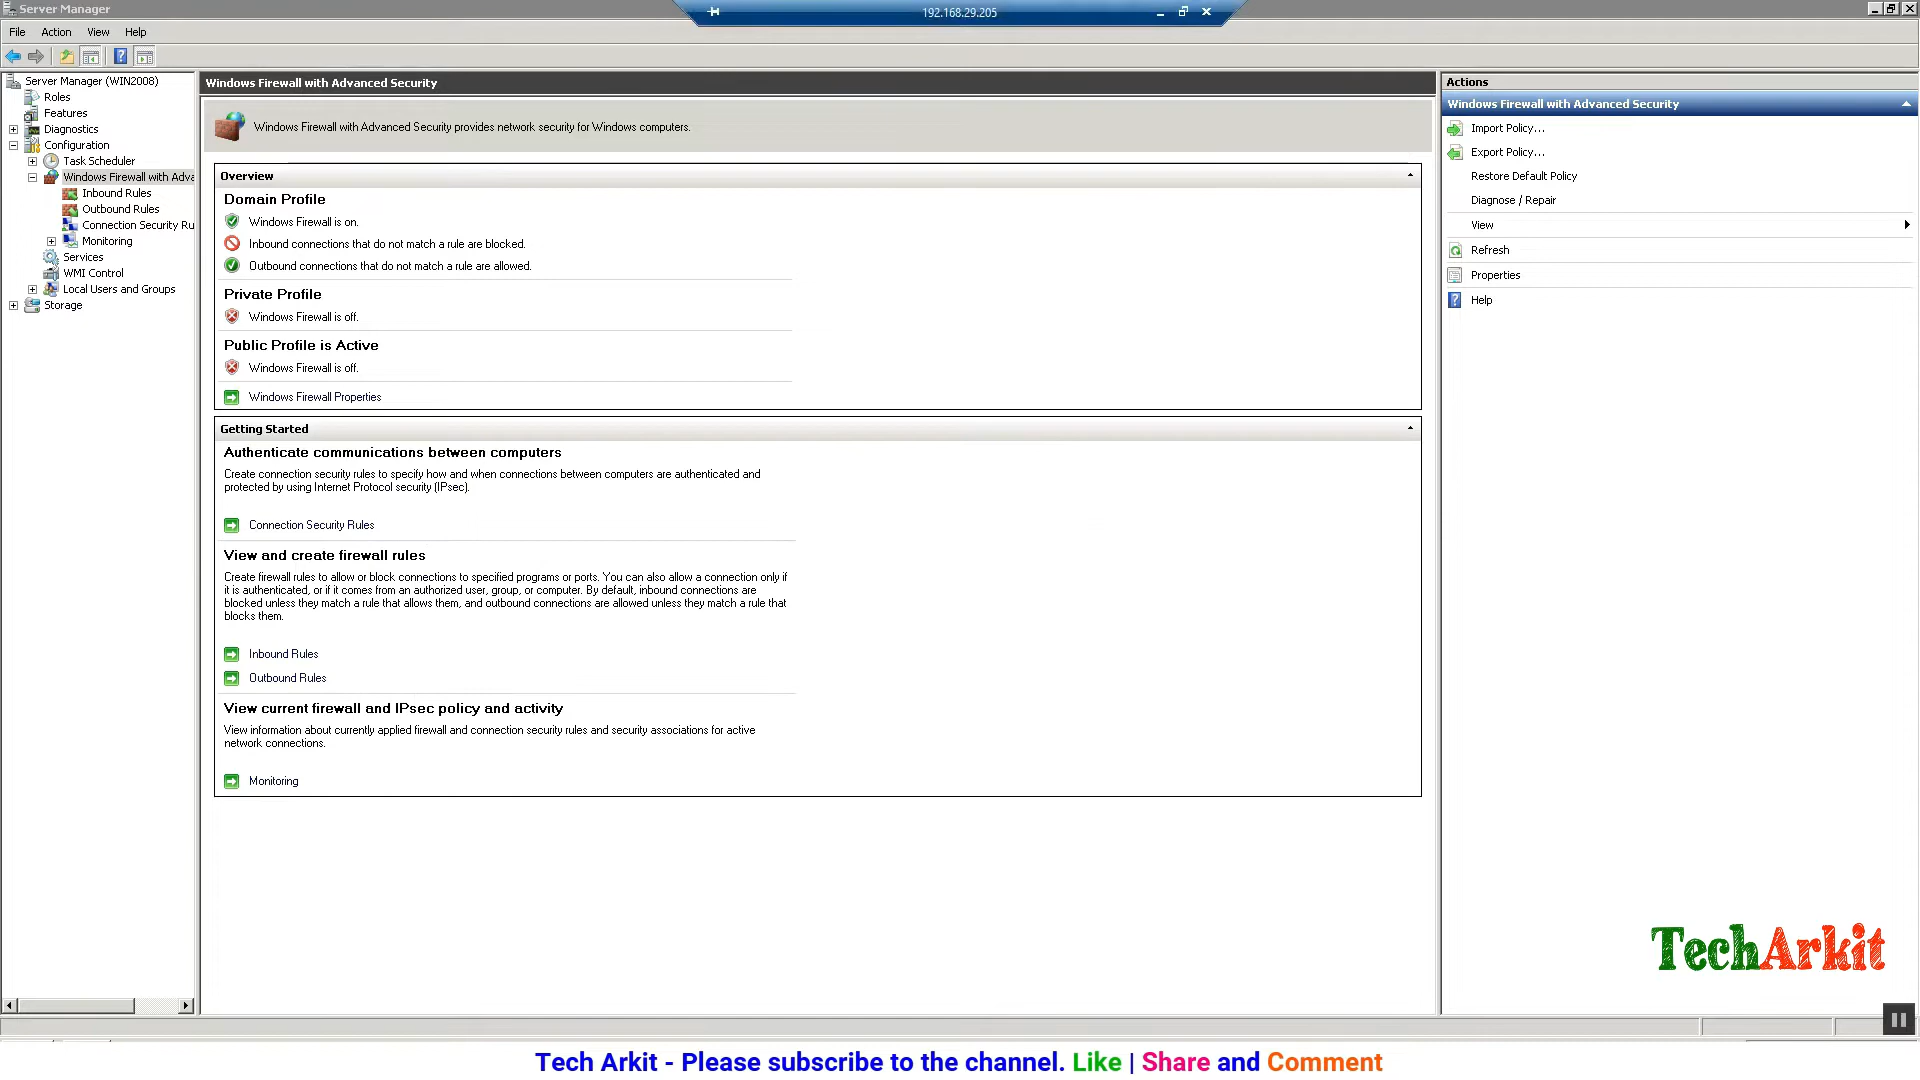 Server Manager
192.168.29.205
File Action View Help
Server Manager (WIN2008)
Roles
Features
Diagnostics
Configuration
Task Scheduler
Windows Firewall with Adva
Inbound Rules
Outbound Rules
Connection Security Ru
Monitoring
Services
WMI Control
Local Users and Groups
Storage
Windows Firewall with Advanced Security
Windows Firewall with Advanced Security provides network security for Windows computers.
Overview
Domain Profile
Windows Firewall is on.
Inbound connections that do not match a rule are blocked.
Outbound connections that do not match a rule are allowed.
Private Profile
Windows Firewall is off.
Public Profile is Active
Windows Firewall is off.
Windows Firewall Properties
Getting Started
Authenticate communications between computers
Create connection security rules to specify how and when connections between computers are authenticated and
protected by using Internet Protocol security (IPsec).
Connection Security Rules
View and create firewall rules
Create firewall rules to allow or block connections to specified programs or ports. You can also allow a connection only if
it is authenticated, or if it comes from an authorized user, group, or computer. By default, inbound connections are
blocked unless they match a rule that allows them, and outbound connections are allowed unless they match a rule that
blocks them.
Inbound Rules
Outbound Rules
View current firewall and IPsec policy and activity
View information about currently applied firewall and connection security rules and security associations for active
network connections.
Monitoring
Actions
Windows Firewall with Advanced Security
Import Policy...
Export Policy...
Restore Default Policy
Diagnose / Repair
View
Refresh
Properties
Help
TechArkit
Tech Arkit - Please subscribe to the channel. Like | Share and Comment